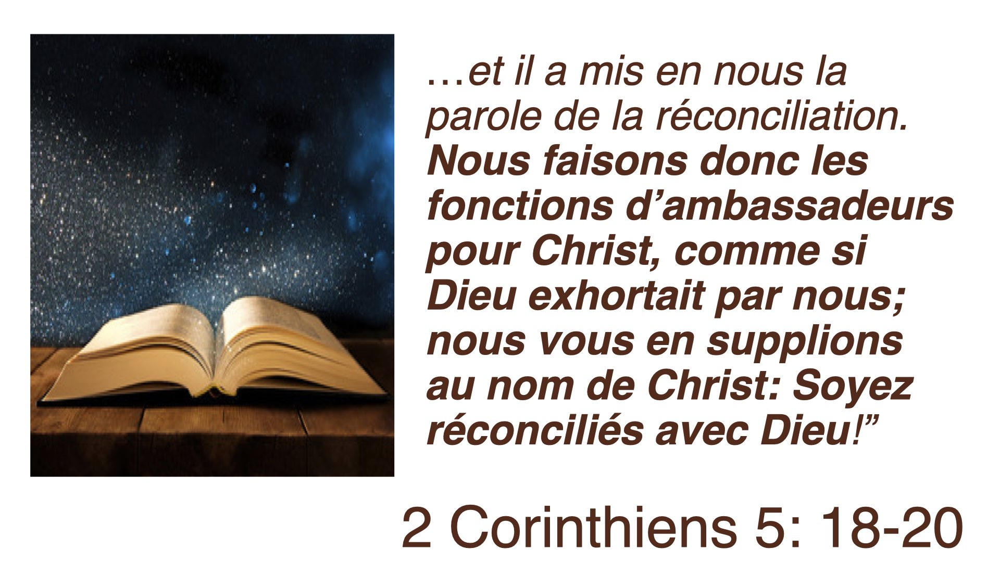 …et il a mis en nous la
parole de la réconciliation.
Nous faisons donc les
fonctions d’ambassadeurs
pour Christ, comme si
Dieu exhortait par nous;
nous vous en supplions
au nom de Christ: Soyez
réconciliés avec Dieu!”
2 Corinthiens 5: 18-20